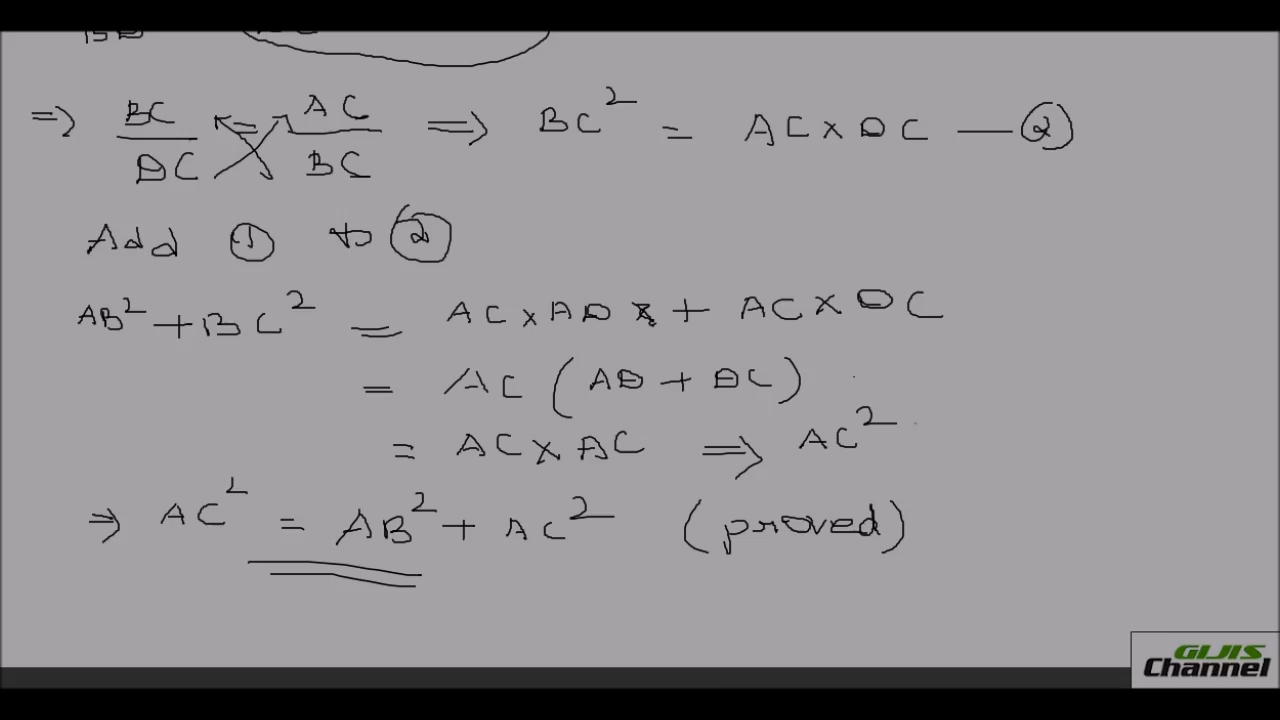 => BC/DC = AC/BC => BC² = AC x DC — ②
Add ① to ②
AB² + BC² = AC x AD x + AC x DC
= AC (AD + DC)
= AC x AC => AC²
=> AC² = AB² + AC² (proved)
GIJIS
Channel